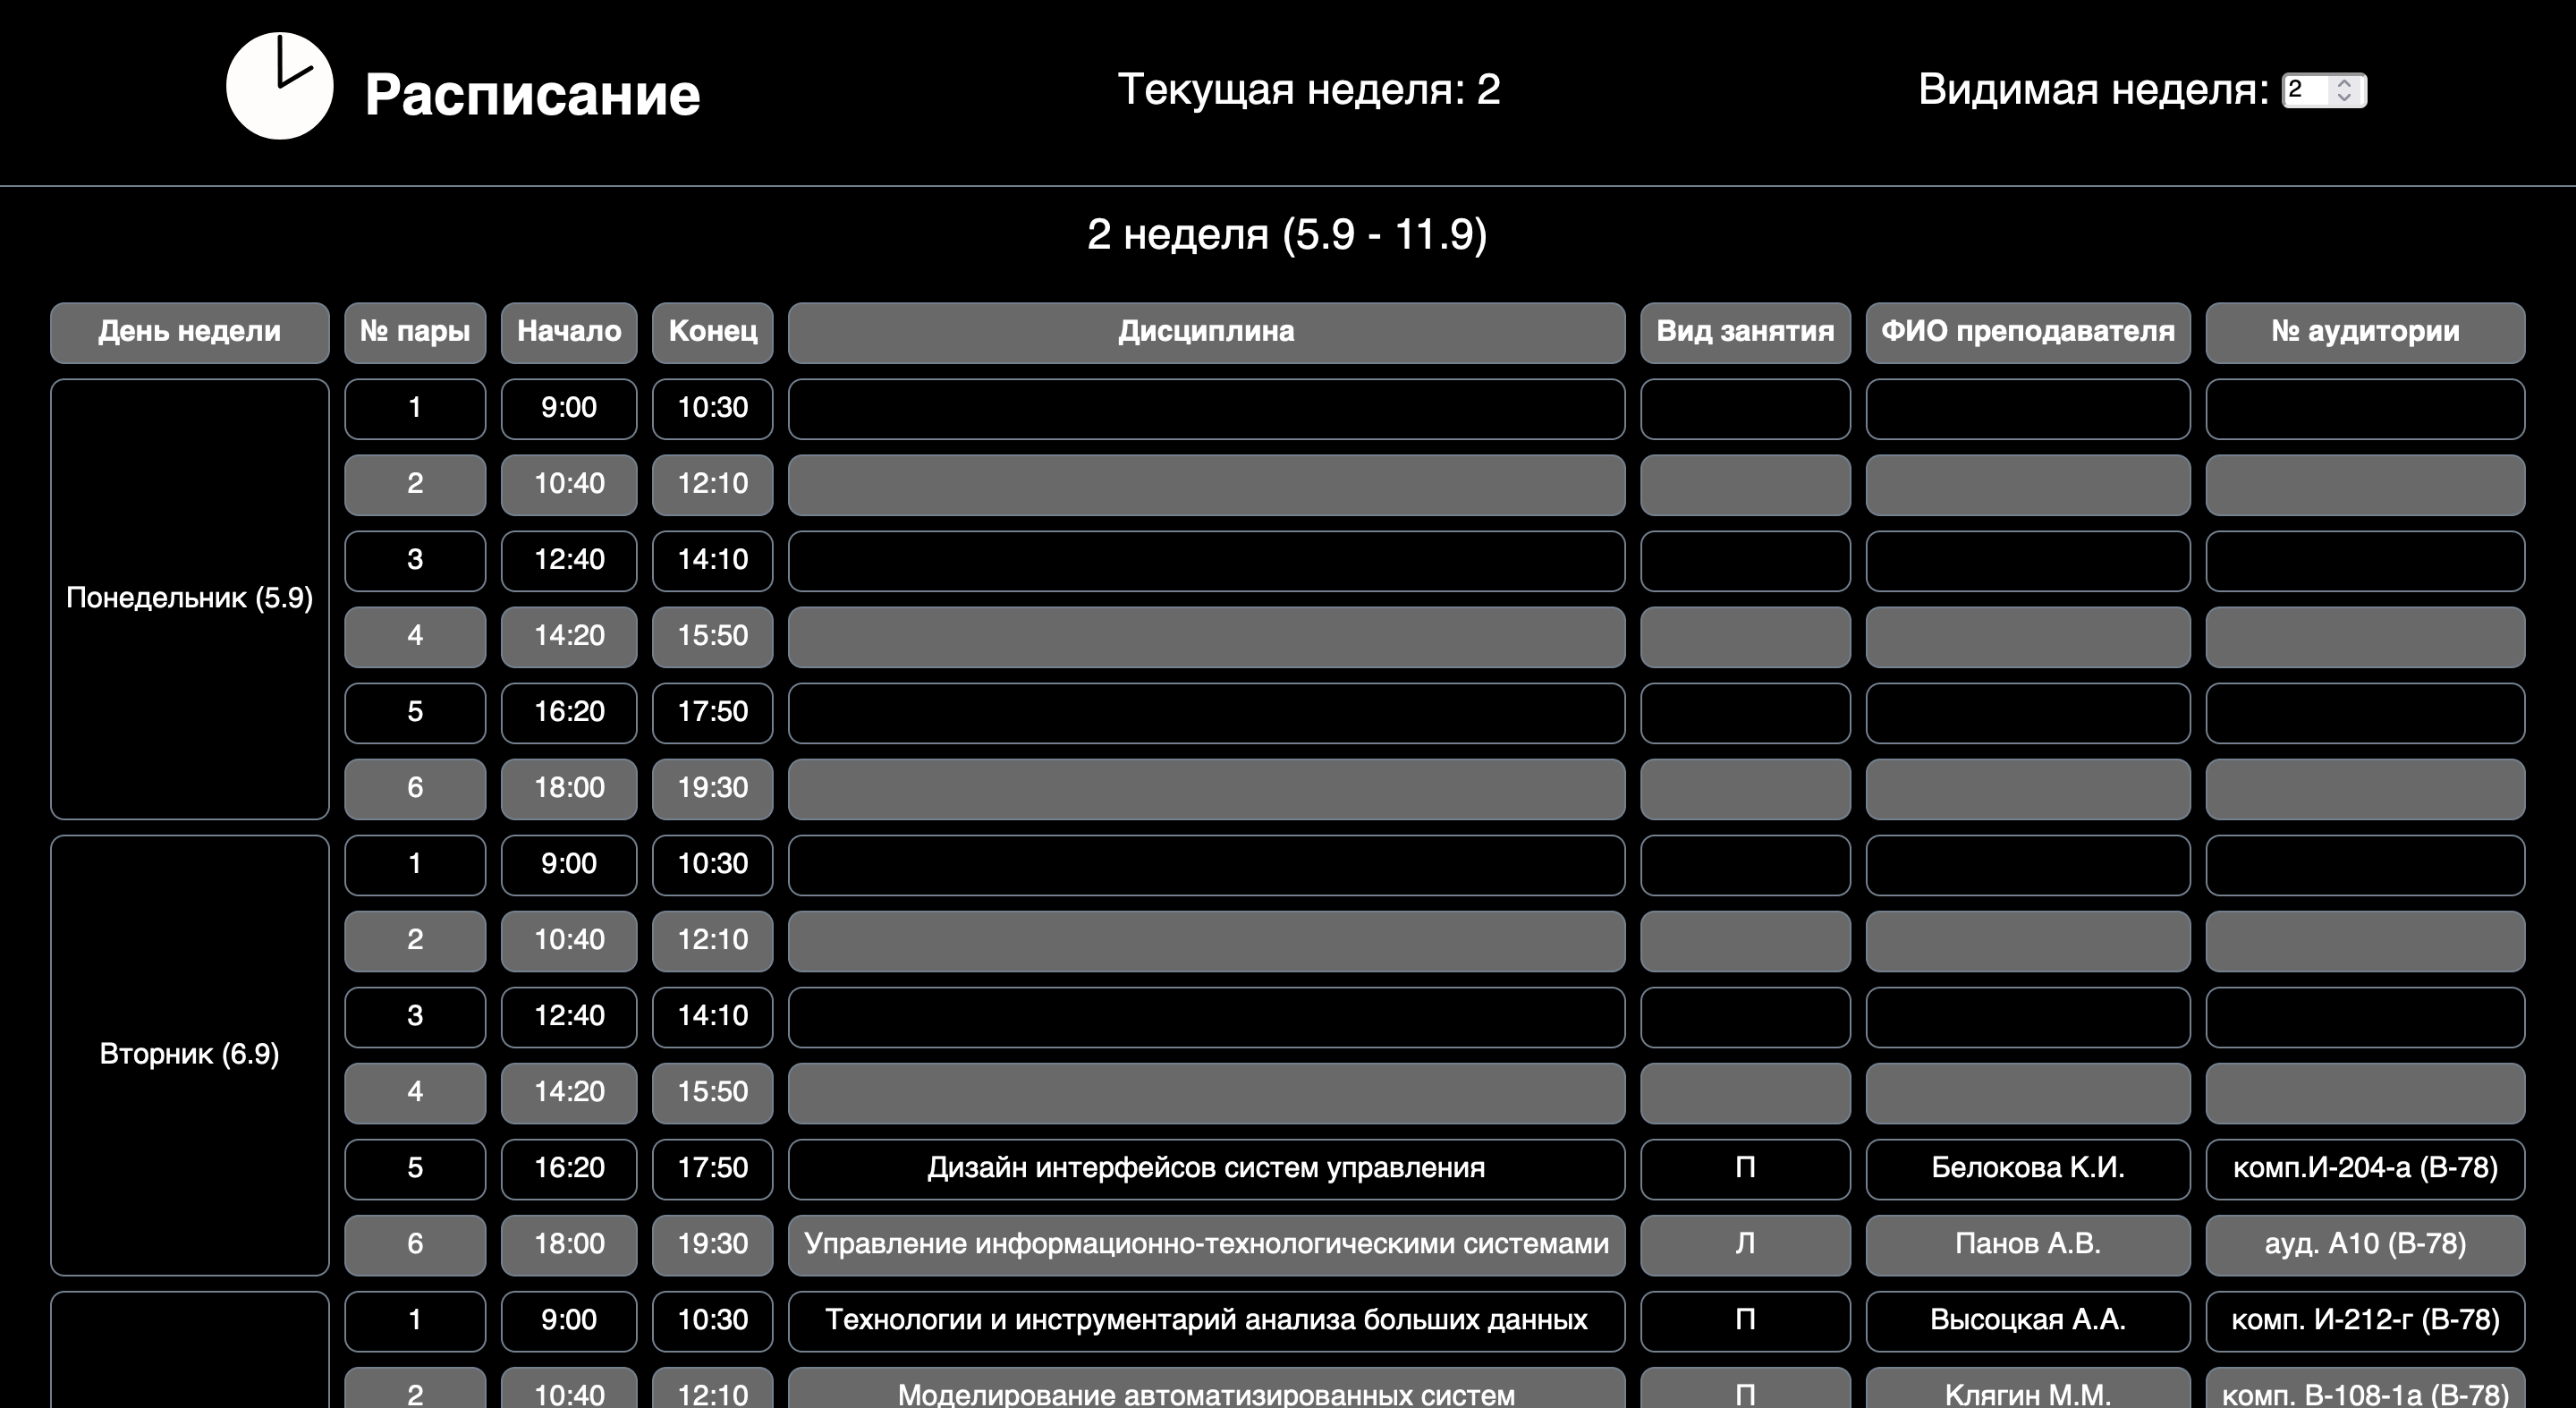 Расписание
Текущая неделя: 2
Видимая неделя: 2
2 неделя (5.9 - 11.9)
День недели № пары Начало Конец Дисциплина Вид занятия ФИО преподавателя № аудитории
Понедельник (5.9)
1 9:00 10:30
2 10:40 12:10
3 12:40 14:10
4 14:20 15:50
5 16:20 17:50
6 18:00 19:30
Вторник (6.9)
1 9:00 10:30
2 10:40 12:10
3 12:40 14:10
4 14:20 15:50
5 16:20 17:50 Дизайн интерфейсов систем управления П Белокова К.И. комп.И-204-а (В-78)
6 18:00 19:30 Управление информационно-технологическими системами Л Панов А.В. ауд. А10 (В-78)
1 9:00 10:30 Технологии и инструментарий анализа больших данных П Высоцкая А.А. комп. И-212-г (В-78)
2 10:40 12:10 Моделирование автоматизированных систем П Клягин М.М. комп. В-108-1а (В-78)